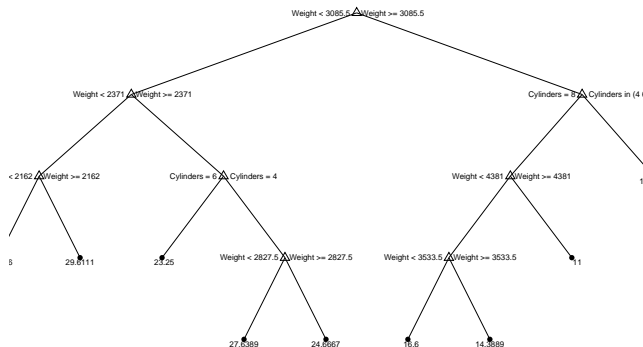 Weight < 3085.5 Weight >= 3085.5
Weight < 2371 Weight >= 2371
Cylinders = 8 Cylinders in (4
< 2162 Weight >= 2162
Cylinders = 6 Cylinders = 4
Weight < 4381 Weight >= 4381
6
29.6111
23.25
Weight < 2827.5 Weight >= 2827.5
Weight < 3533.5 Weight >= 3533.5
11
27.6389
24.6667
16.6
14.3889